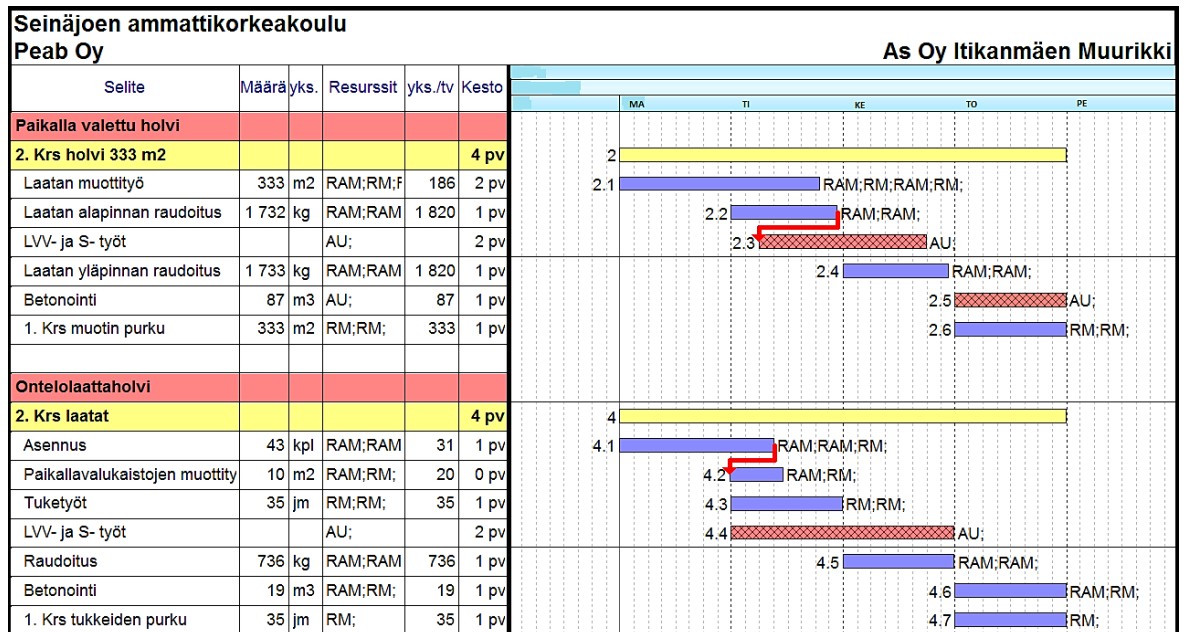 Seinäjoen ammattikorkeakoulu
Peab Oy As Oy Itikanmäen Muurikki
Selite Määrä yks. Resurssit yks./tv Kesto
MA TI KE TO PE
Paikalla valettu holvi
2. Krs holvi 333 m2 4 pv 2
Laatan muottityö 333 m2 RAM;RM;F 186 2 pv 2.1 RAM;RM;RAM;RM;
Laatan alapinnan raudoitus 1 732 kg RAM;RAM 1 820 1 pv 2.2 RAM;RAM;
LVV- ja S- työt AU; 2 pv 2.3 AU;
Laatan yläpinnan raudoitus 1 733 kg RAM;RAM 1 820 1 pv 2.4 RAM;RAM;
Betonointi 87 m3 AU; 87 1 pv 2.5 AU;
1. Krs muotin purku 333 m2 RM;RM; 333 1 pv 2.6 RM;RM;
Ontelolaattaholvi
2. Krs laatat 4 pv 4
Asennus 43 kpl RAM;RAM 31 1 pv 4.1 RAM;RAM;RM;
Paikallavalukaistojen muottity 10 m2 RAM;RM; 20 0 pv 4.2 RAM;RM;
Tuketyöt 35 jm RM;RM; 35 1 pv 4.3 RM;RM;
LVV- ja S- työt AU; 2 pv 4.4 AU;
Raudoitus 736 kg RAM;RAM 736 1 pv 4.5 RAM;RAM;
Betonointi 19 m3 RAM;RM; 19 1 pv 4.6 RAM;RM;
1. Krs tukkeiden purku 35 jm RM; 35 1 pv 4.7 RM;